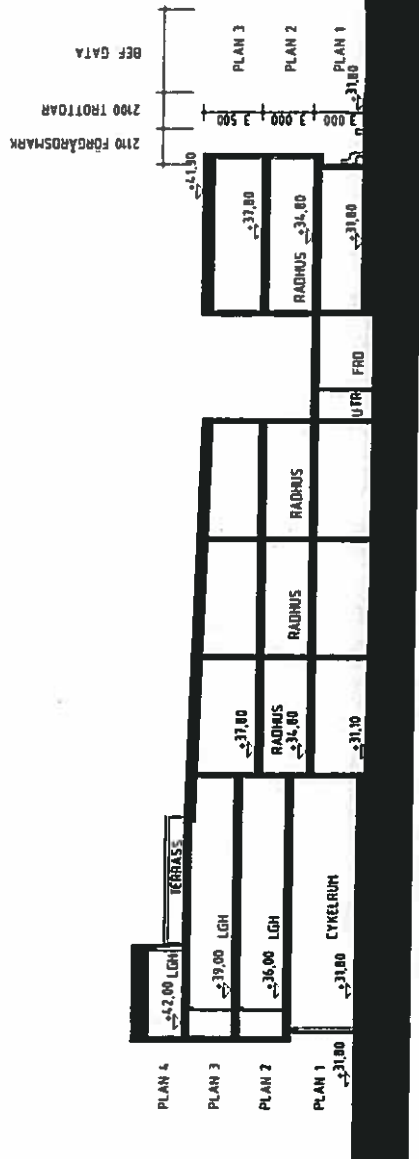 BEF GATA
2100 TROTTOAR
2110 FÖRGÅRDSMARK
PLAN 3
PLAN 2
PLAN 1
+31,80
3 500
3 000
3 000
+41,30
+37,80
+34,80
RADHUS
+31,80
FRD
UTR
RADHUS
RADHUS
+37,80
RADHUS
+34,80
+31,10
TERRASS
LGH
+42,00
LGH
+39,00
LGH
+36,00
CYKELRUM
+31,80
PLAN 4
PLAN 3
PLAN 2
PLAN 1
+31,80